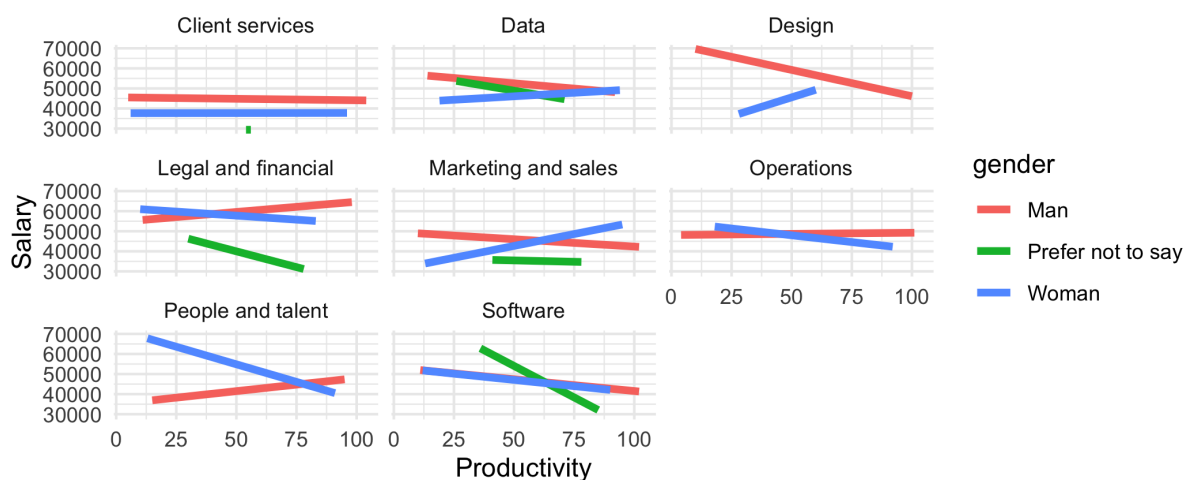 Client services
Data
Design
70000
60000
50000
40000
30000
Legal and financial
Marketing and sales
Operations
70000
60000
50000
40000
30000
0 25 50 75 100
People and talent
Software
70000
60000
50000
40000
30000
0 25 50 75 100
0 25 50 75 100
Productivity
Salary
gender
Man
Prefer not to say
Woman